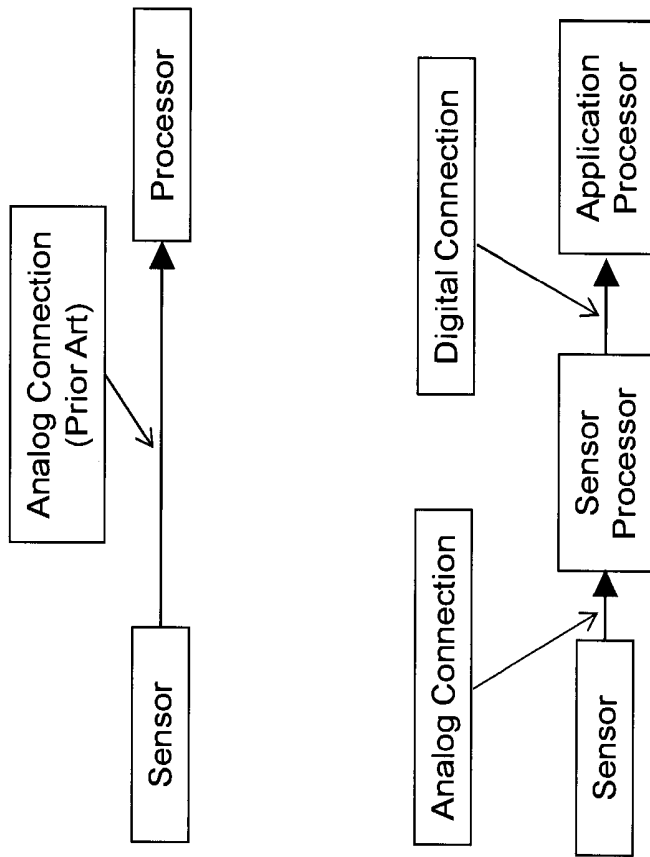 Analog Connection
(Prior Art)
Sensor
Processor
Analog Connection
Digital Connection
Sensor
Sensor
Processor
Application
Processor